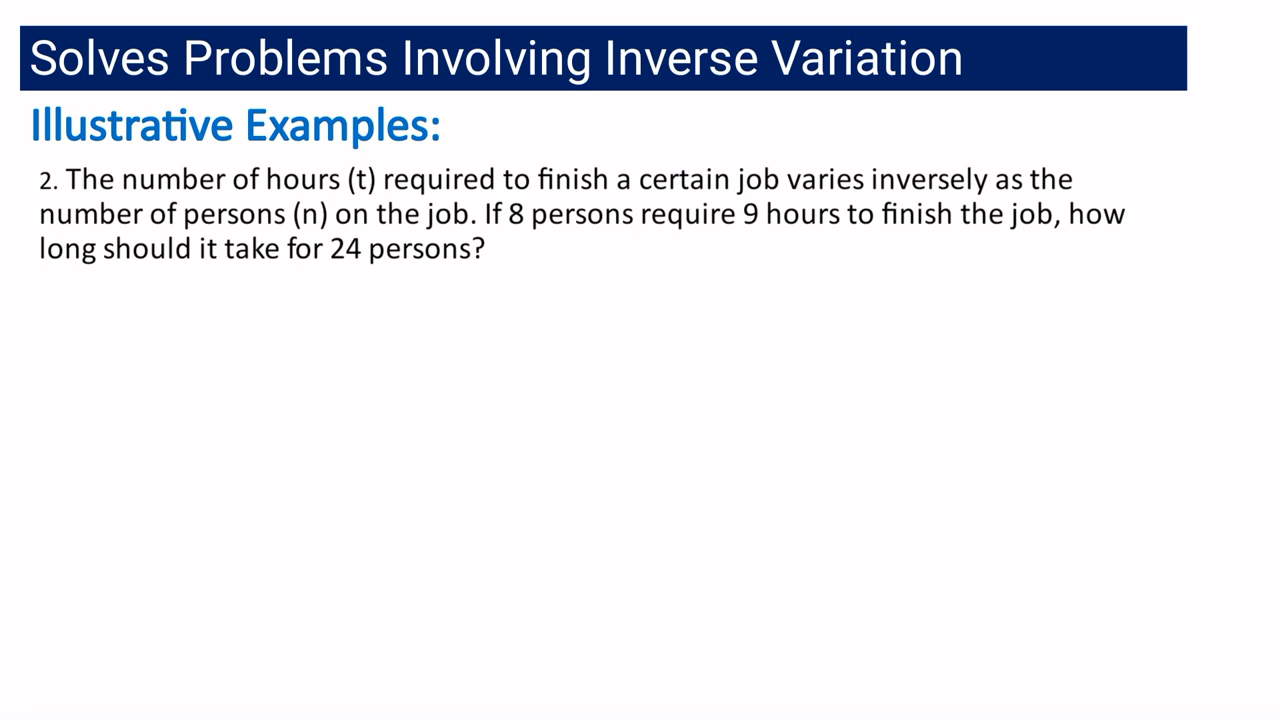 Solves Problems Involving Inverse Variation
Illustrative Examples:
2. The number of hours (t) required to finish a certain job varies inversely as the
number of persons (n) on the job. If 8 persons require 9 hours to finish the job, how
long should it take for 24 persons?